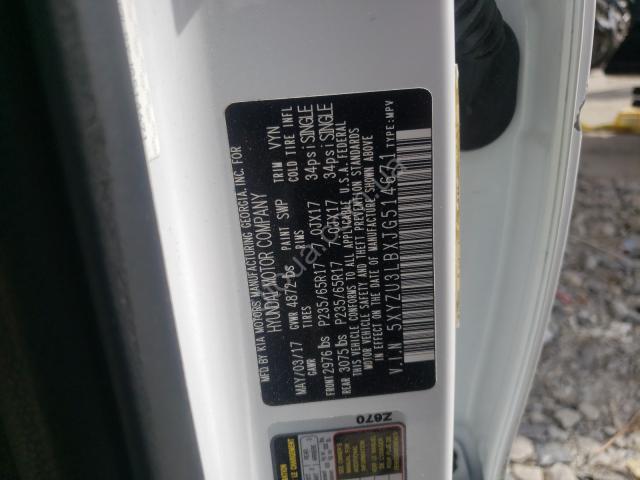 MFD BY KIA MOTORS MANUFACTURING GEORGIA, INC. FOR
HYUNDAI MOTOR COMPANY
MAY/03/17 GVWR 4872 lbs PAINT SWP TRIM VYN
GAWR TIRES RIMS COLD TIRE INFL
FRONT 2976 lbs P235/65R17 7.0JX17 34psi SINGLE
REAR 3075 lbs P235/65R17 7.0JX17 34psi SINGLE
THIS VEHICLE CONFORMS TO ALL APPLICABLE U.S.A. FEDERAL
MOTOR VEHICLE SAFETY AND THEFT PREVENTION STANDARDS
IN EFFECT ON THE DATE OF MANUFACTURE SHOWN ABOVE.
V.I.N 5XYZU3LBXJG514851 TYPE:MPV
Z670